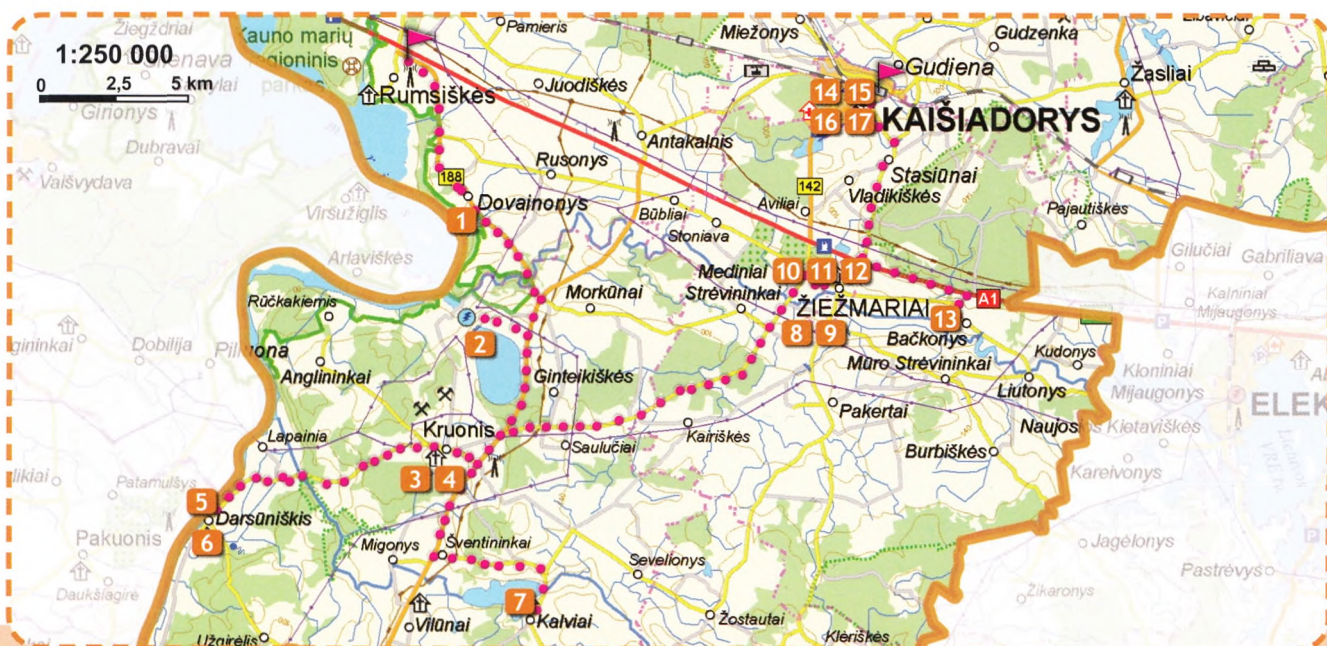 1:250 000
0 2,5 5 km
Kauno marių
regioninis
parkas
Pamieris
Miežonys
Gudzenka
Gudiena
Žąsliai
Girionys
Dubravai
Vaišvydava
Viršužiglis
Arlaviškės
Rumšiškės
Juodiškės
Antakalnis
14 15
16 17
KAIŠIADORYS
188
Rusonys
142
Stasiūnai
Vladikiškės
Aviliai
Pajautiškės
1
Dovainonys
Būbliai
Stoniava
Mediniai
Strėvininkai
10 11 12
A1
Gilučiai
Gabriliava
Kalniniai
Mijaugonys
Rūčkakiemis
Morkūnai
ŽIEŽMARIAI
13
8 9
Bačkonys
2
Dobilija
Piliuona
Anglininkai
Ginteikiškės
Mūro Strėvininkai
Kudonys
Liutonys
Kloniniai
Mijaugonys
Pakertai
Naujosios Kietaviškės
Kruonis
Lapainia
Saulučiai
Kairiškės
Burbiškės
Kareivonys
3 4
Patamulšys
5
Darsūniškis
6
Pakuonis
Daukšiagirė
Migonys
Šventininkai
Sevelionys
Jagėlonys
Pastrėvys
Žikaronys
7
Kalviai
Vilūnai
Žostautai
Klėriškės
Užgirėlis